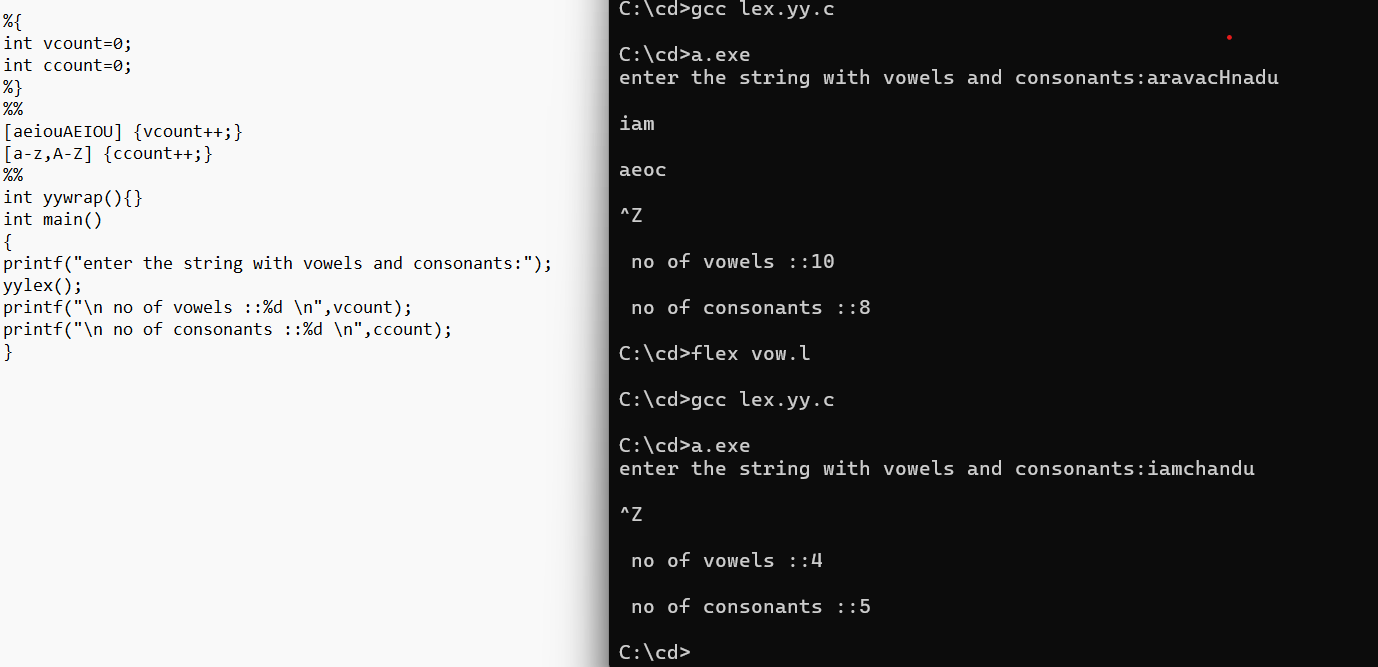 %{
int vcount=0;
int ccount=0;
%}
%%
[aeiouAEIOU] {vcount++;}
[a-z,A-Z] {ccount++;}
%%
int yywrap(){}
int main()
{
printf("enter the string with vowels and consonants:");
yylex();
printf("\n no of vowels ::%d \n",vcount);
printf("\n no of consonants ::%d \n",ccount);
}
C:\cd>gcc lex.yy.c
C:\cd>a.exe
enter the string with vowels and consonants:aravacHnadu
iam
aeoc
^Z
no of vowels ::10
no of consonants ::8
C:\cd>flex vow.l
C:\cd>gcc lex.yy.c
C:\cd>a.exe
enter the string with vowels and consonants:iamchandu
^Z
no of vowels ::4
no of consonants ::5
C:\cd>